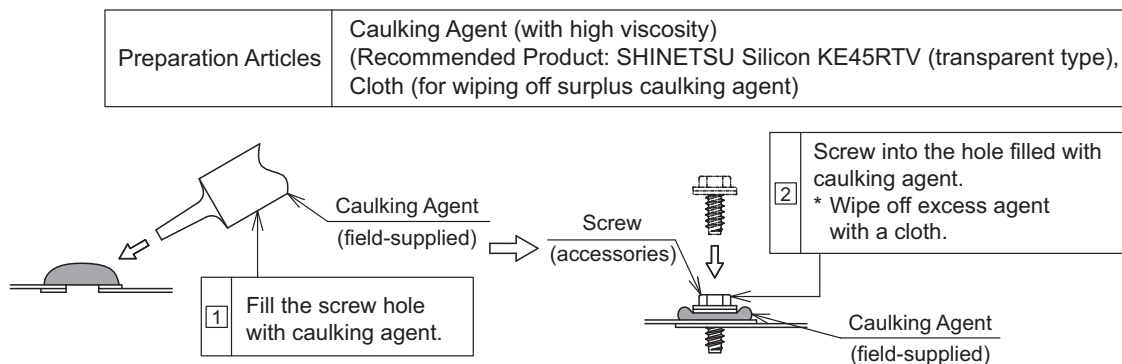 Preparation Articles
Caulking Agent (with high viscosity)
(Recommended Product: SHINETSU Silicon KE45RTV (transparent type),
Cloth (for wiping off surplus caulking agent)
Caulking Agent
(field-supplied)
1
Fill the screw hole
with caulking agent.
Screw
(accessories)
2
Screw into the hole filled with
caulking agent.
* Wipe off excess agent
with a cloth.
Caulking Agent
(field-supplied)